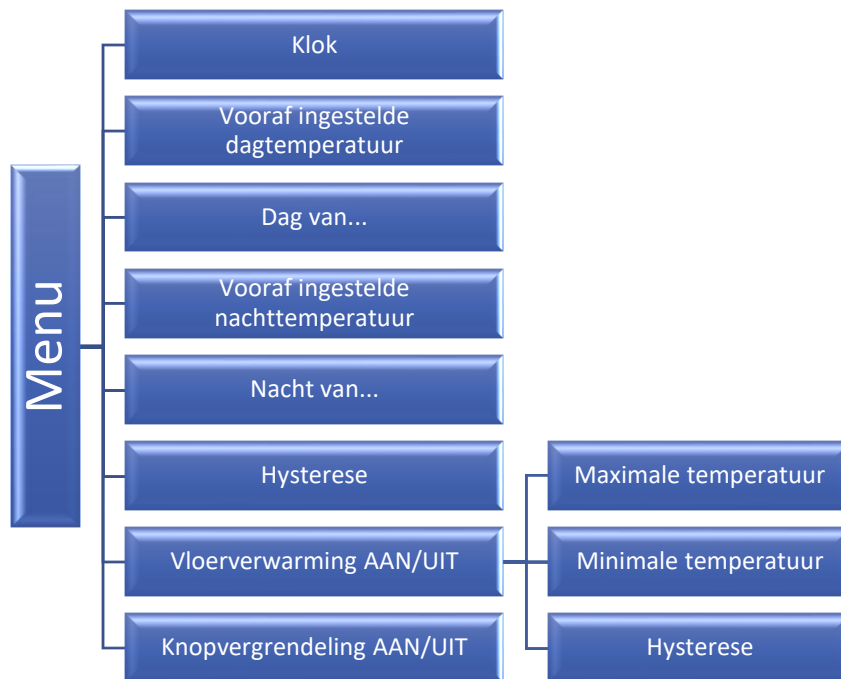 Menu
Klok
Vooraf ingestelde
dagtemperatuur
Dag van...
Vooraf ingestelde
nachttemperatuur
Nacht van...
Hysterese
Vloerverwarming AAN/UIT
Maximale temperatuur
Minimale temperatuur
Hysterese
Knopvergrendeling AAN/UIT